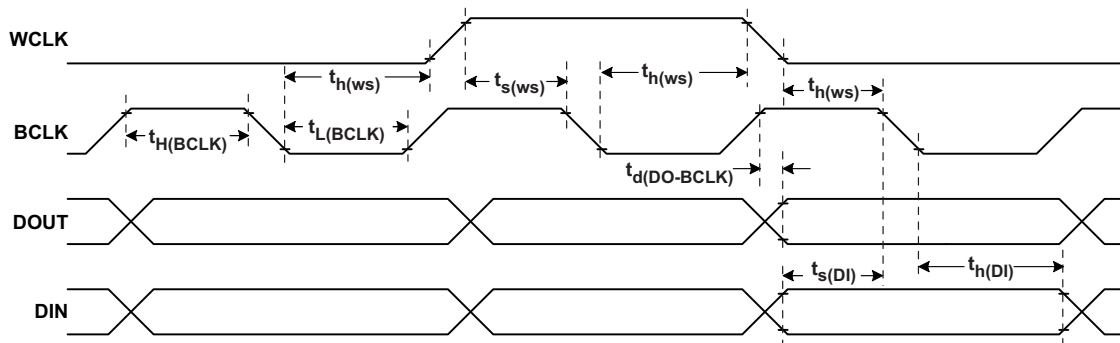 WCLK
t_h(ws)
t_s(ws)
t_h(ws)
t_h(ws)
BCLK
t_H(BCLK)
t_L(BCLK)
t_d(DO-BCLK)
DOUT
t_s(DI)
t_h(DI)
DIN